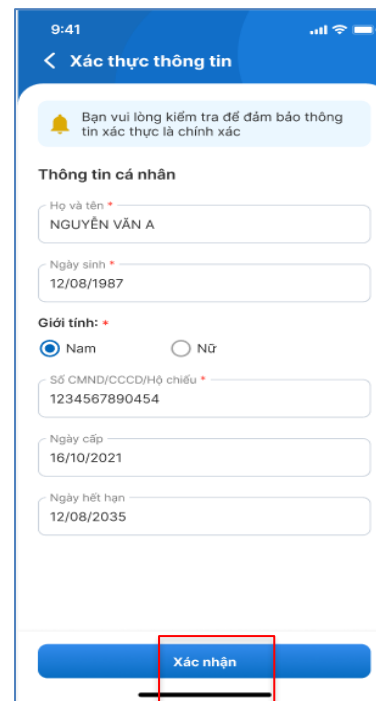 9:41
Xác thực thông tin
Bạn vui lòng kiểm tra để đảm bảo thông
tin xác thực là chính xác
Thông tin cá nhân
Họ và tên *
NGUYỄN VĂN A
Ngày sinh *
12/08/1987
Giới tính: *
Nam Nữ
Số CMND/CCCD/Hộ chiếu *
1234567890454
Ngày cấp
16/10/2021
Ngày hết hạn
12/08/2035
Xác nhận